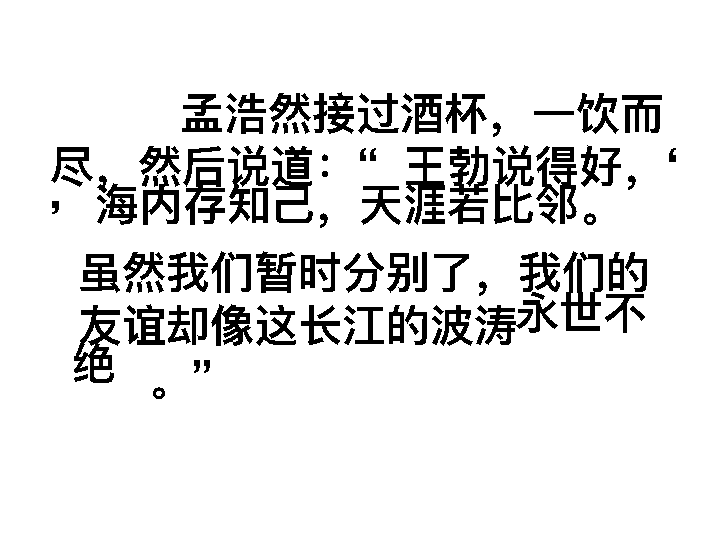 孟浩然接过酒杯，一饮而
尽，然后说道：“ 王勃说得好，‘
’ 海内存知己，天涯若比邻。
虽然我们暂时分别了，我们的
友谊却像这长江的波涛永世不
绝 。”